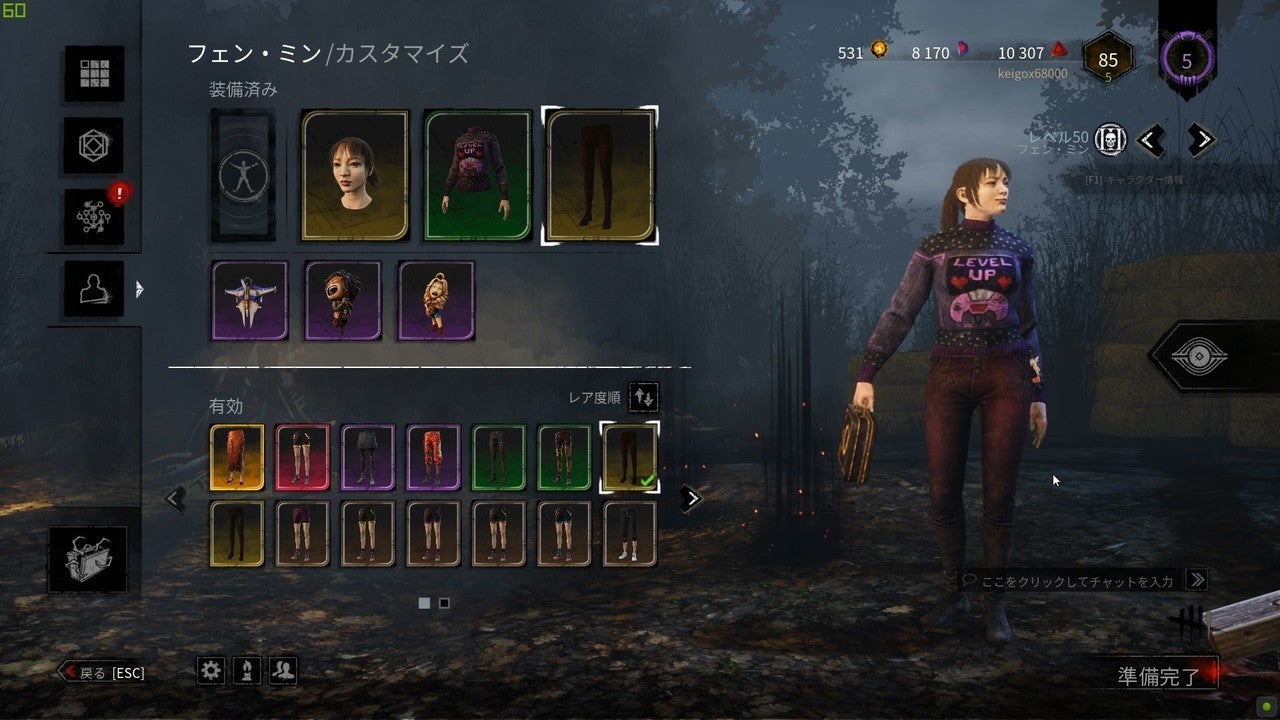 60
フェン・ミン/カスタマイズ
531 8 170 10 307
keigox68000
85
5
5
装備済み
レベル50
フェン・ミン
[F1] キャラクター情報
LEVEL
UP
LEVEL
UP
有効
レア度順
ここをクリックしてチャットを入力
戻る [ESC]
準備完了